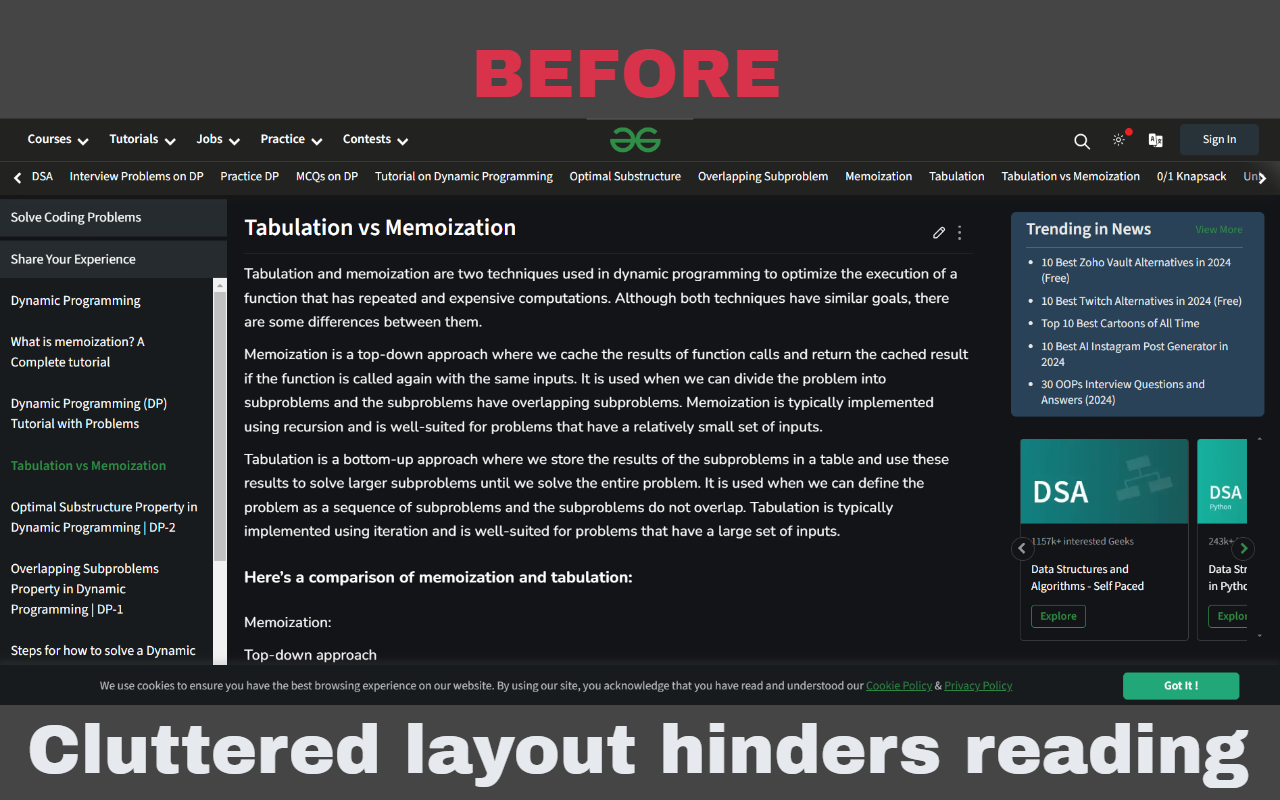 BEFORE
Courses Tutorials Jobs Practice Contests Sign In
DSA Interview Problems on DP Practice DP MCQs on DP Tutorial on Dynamic Programming Optimal Substructure Overlapping Subproblem Memoization Tabulation Tabulation vs Memoization 0/1 Knapsack
Solve Coding Problems
Share Your Experience
Dynamic Programming
What is memoization? A
Complete tutorial
Dynamic Programming (DP)
Tutorial with Problems
Tabulation vs Memoization
Optimal Substructure Property in
Dynamic Programming | DP-2
Overlapping Subproblems
Property in Dynamic
Programming | DP-1
Steps for how to solve a Dynamic
Tabulation vs Memoization
Tabulation and memoization are two techniques used in dynamic programming to optimize the execution of a
function that has repeated and expensive computations. Although both techniques have similar goals, there
are some differences between them.
Memoization is a top-down approach where we cache the results of function calls and return the cached result
if the function is called again with the same inputs. It is used when we can divide the problem into
subproblems and the subproblems have overlapping subproblems. Memoization is typically implemented
using recursion and is well-suited for problems that have a relatively small set of inputs.
Tabulation is a bottom-up approach where we store the results of the subproblems in a table and use these
results to solve larger subproblems until we solve the entire problem. It is used when we can define the
problem as a sequence of subproblems and the subproblems do not overlap. Tabulation is typically
implemented using iteration and is well-suited for problems that have a large set of inputs.
Here's a comparison of memoization and tabulation:
Memoization:
Top-down approach
Trending in News View More
10 Best Zoho Vault Alternatives in 2024
(Free)
10 Best Twitch Alternatives in 2024 (Free)
Top 10 Best Cartoons of All Time
10 Best AI Instagram Post Generator in
2024
30 OOPs Interview Questions and
Answers (2024)
DSA
1157k+ interested Geeks
Data Structures and
Algorithms - Self Paced
Explore
DSA
Python
243k+
Data Str
in Pytho
Explor
We use cookies to ensure you have the best browsing experience on our website. By using our site, you acknowledge that you have read and understood our Cookie Policy & Privacy Policy
Got It !
Cluttered layout hinders reading